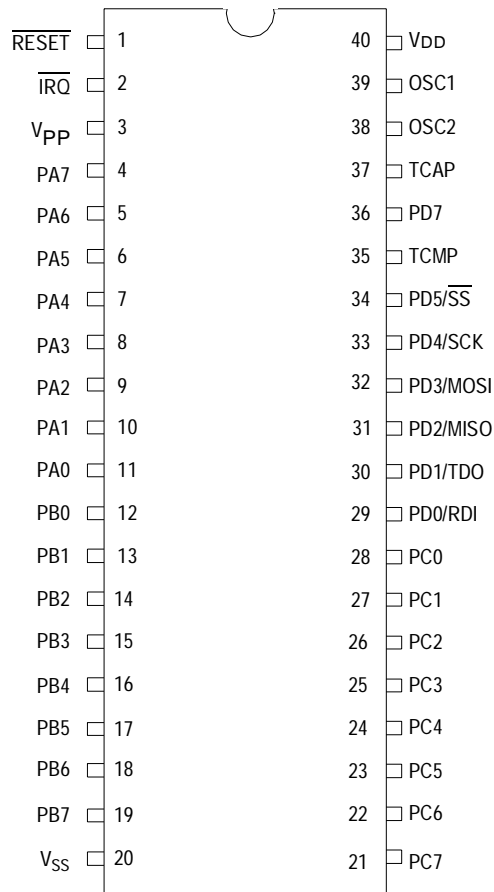 R̅E̅S̅E̅T̅ 1 40 VDD
I̅R̅Q̅ 2 39 OSC1
VPP 3 38 OSC2
PA7 4 37 TCAP
PA6 5 36 PD7
PA5 6 35 TCMP
PA4 7 34 PD5/S̅S̅
PA3 8 33 PD4/SCK
PA2 9 32 PD3/MOSI
PA1 10 31 PD2/MISO
PA0 11 30 PD1/TDO
PB0 12 29 PD0/RDI
PB1 13 28 PC0
PB2 14 27 PC1
PB3 15 26 PC2
PB4 16 25 PC3
PB5 17 24 PC4
PB6 18 23 PC5
PB7 19 22 PC6
VSS 20 21 PC7